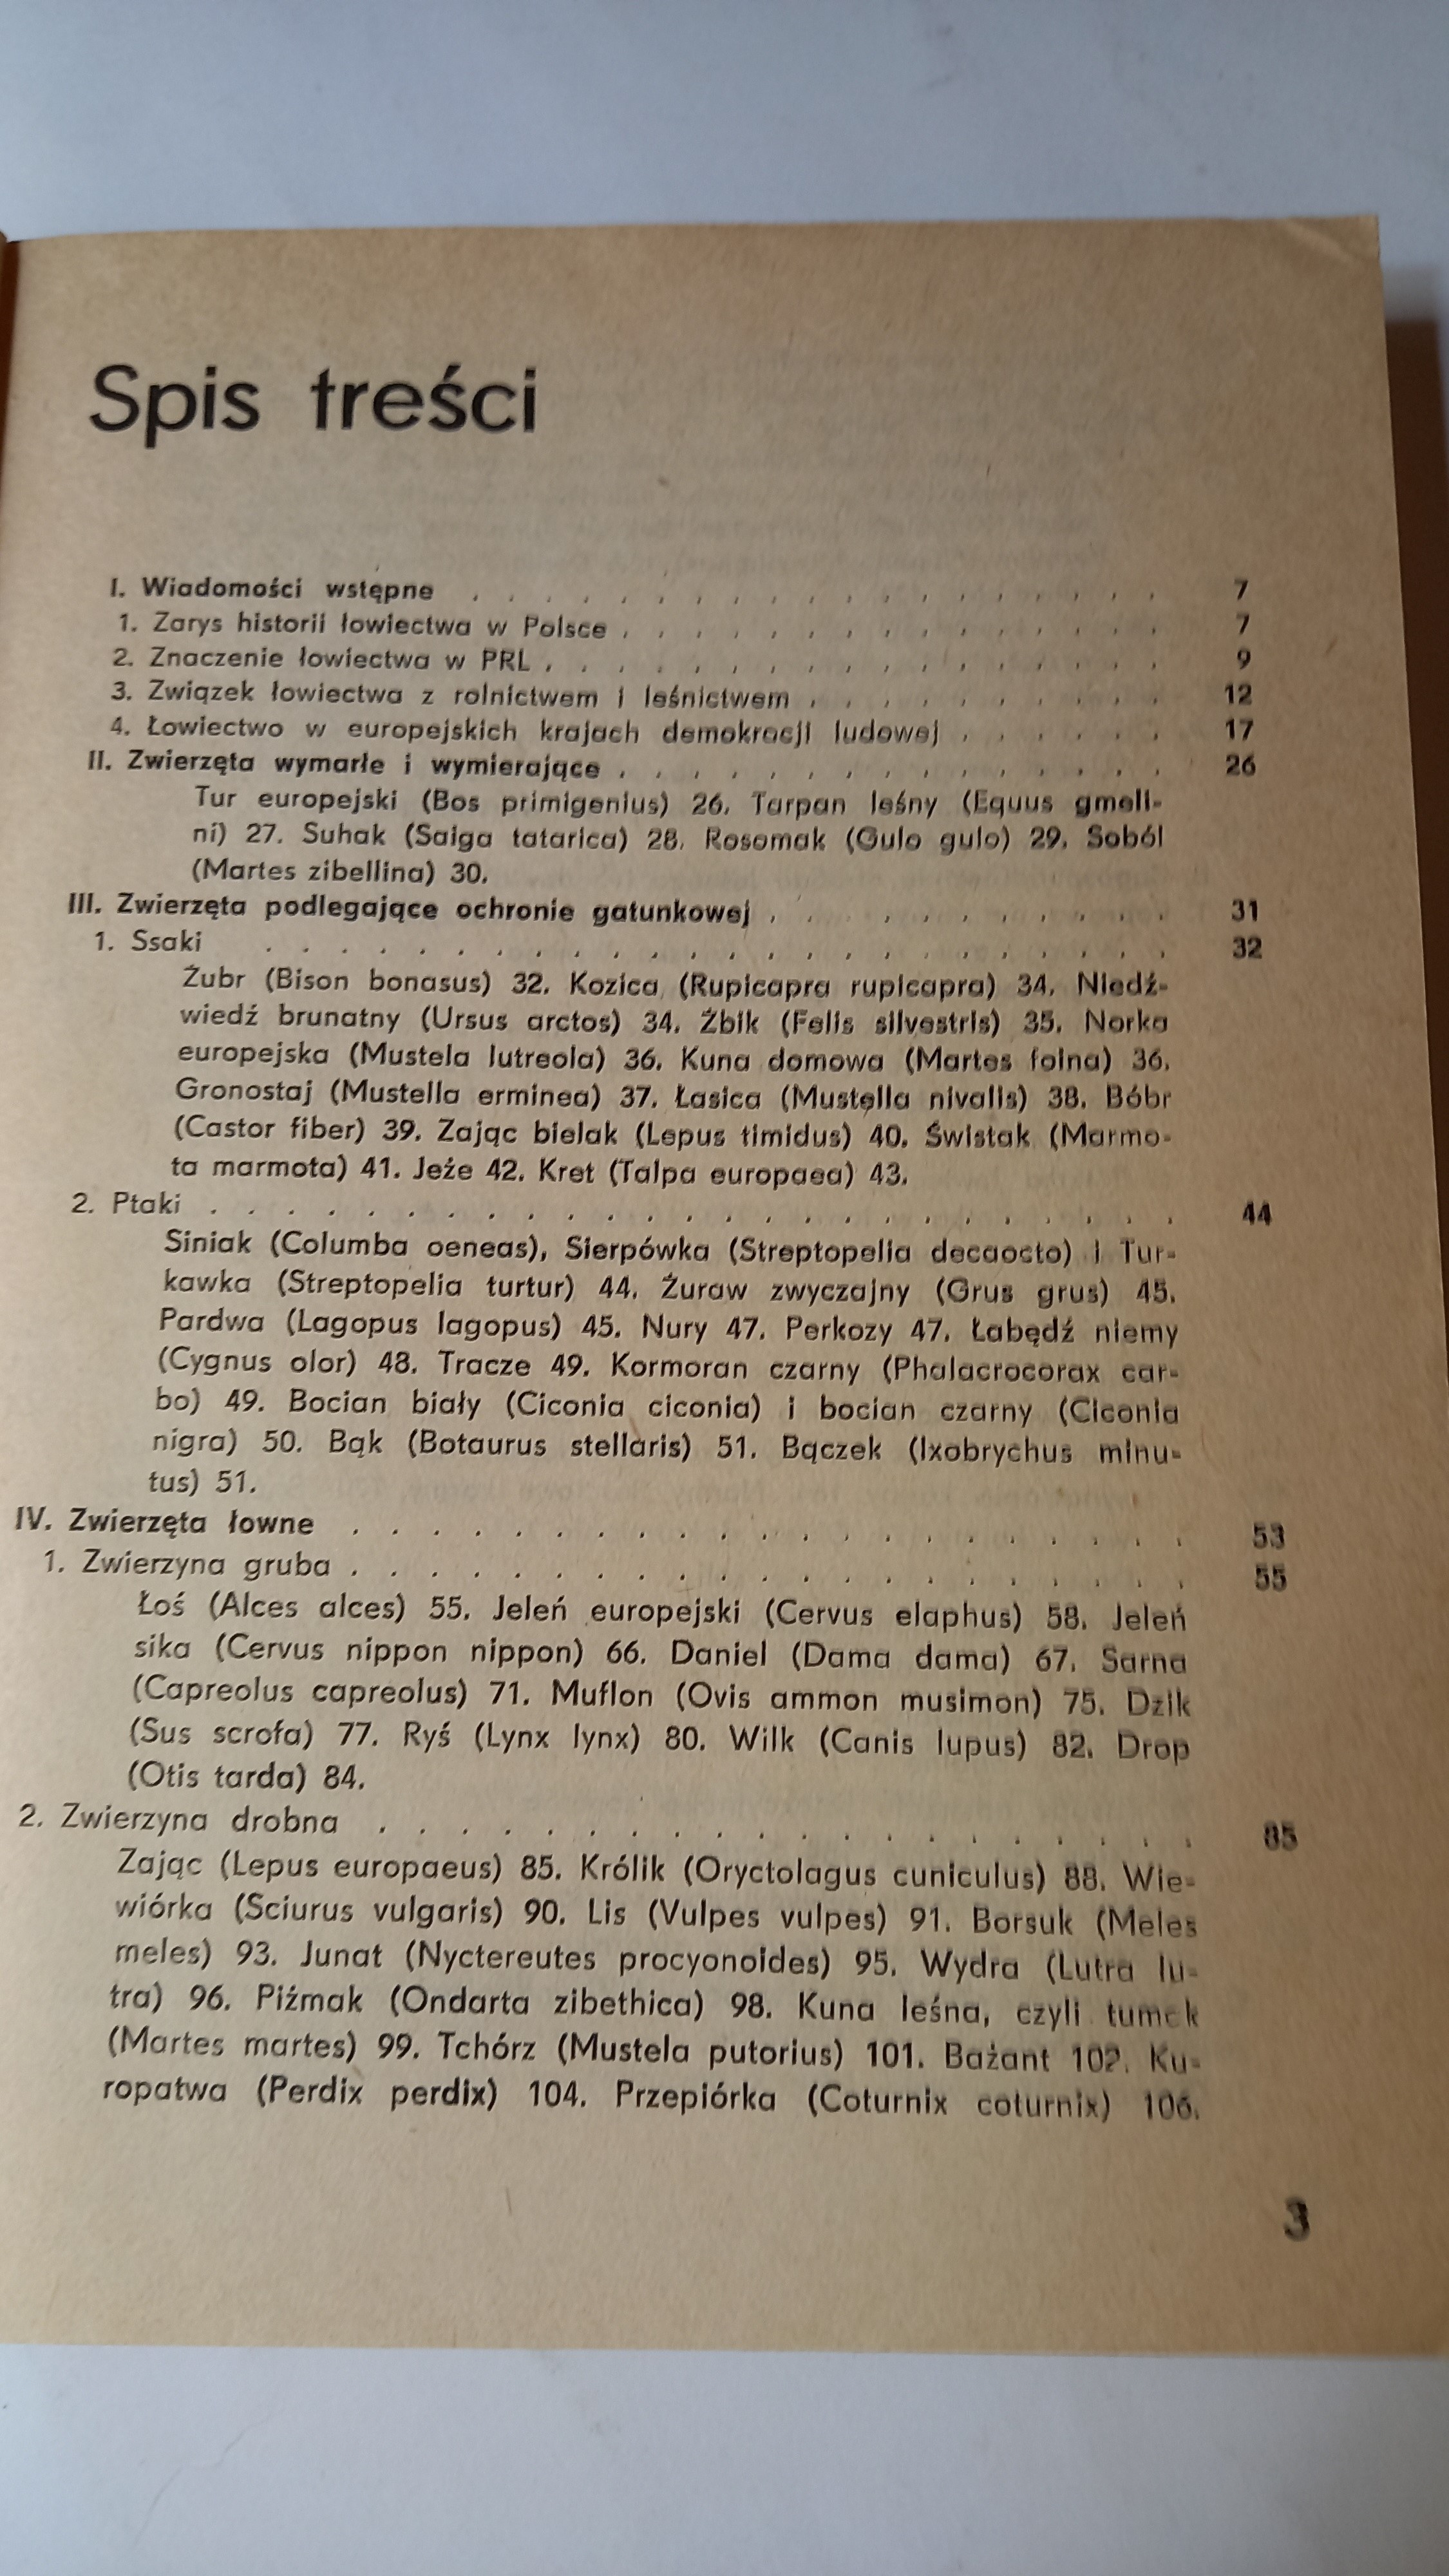 Spis treści
I. Wiadomości wstępne . . . . . . . . . . . . . . . . . . . 7
1. Zarys historii łowiectwa w Polsce . . . . . . . . . . . . . . . 7
2. Znaczenie łowiectwa w PRL . . . . . . . . . . . . . . . . . 9
3. Związek łowiectwa z rolnictwem i leśnictwem . . . . . . . . . . 12
4. Łowiectwo w europejskich krajach demokracji ludowej . . . . . . 17
II. Zwierzęta wymarłe i wymierające . . . . . . . . . . . . . . . 26
Tur europejski (Bos primigenius) 26. Tarpan leśny (Equus gmeli-
ni) 27. Suhak (Saiga tatarica) 28. Rosomak (Gulo gulo) 29. Soból
(Martes zibellina) 30.
III. Zwierzęta podlegające ochronie gatunkowej . . . . . . . . . . 31
1. Ssaki . . . . . . . . . . . . . . . . . . . . . . . . 32
Żubr (Bison bonasus) 32. Kozica (Rupicapra rupicapra) 34. Niedź-
wiedź brunatny (Ursus arctos) 34. Żbik (Felis silvestris) 35. Norka
europejska (Mustela lutreola) 36. Kuna domowa (Martes foina) 36.
Gronostaj (Mustella erminea) 37. Łasica (Mustella nivalis) 38. Bóbr
(Castor fiber) 39. Zając bielak (Lepus timidus) 40. Świstak (Marmo-
ta marmota) 41. Jeże 42. Kret (Talpa europaea) 43.
2. Ptaki . . . . . . . . . . . . . . . . . . . . . . . . . 44
Siniak (Columba oeneas), Sierpówka (Streptopelia decaocto) i Tur-
kawka (Streptopelia turtur) 44. Żuraw zwyczajny (Grus grus) 45.
Pardwa (Lagopus lagopus) 45. Nury 47. Perkozy 47. Łabędź niemy
(Cygnus olor) 48. Tracze 49. Kormoran czarny (Phalacrocorax car-
bo) 49. Bocian biały (Ciconia ciconia) i bocian czarny (Ciconia
nigra) 50. Bąk (Botaurus stellaris) 51. Bączek (Ixobrychus minu-
tus) 51.
IV. Zwierzęta łowne . . . . . . . . . . . . . . . . . . . . . 53
1. Zwierzyna gruba . . . . . . . . . . . . . . . . . . . . . 55
Łoś (Alces alces) 55. Jeleń europejski (Cervus elaphus) 58. Jeleń
sika (Cervus nippon nippon) 66. Daniel (Dama dama) 67. Sarna
(Capreolus capreolus) 71. Muflon (Ovis ammon musimon) 75. Dzik
(Sus scrofa) 77. Ryś (Lynx lynx) 80. Wilk (Canis lupus) 82. Drop
(Otis tarda) 84.
2. Zwierzyna drobna . . . . . . . . . . . . . . . . . . . . 85
Zając (Lepus europaeus) 85. Królik (Oryctolagus cuniculus) 88. Wie-
wiórka (Sciurus vulgaris) 90. Lis (Vulpes vulpes) 91. Borsuk (Meles
meles) 93. Junat (Nyctereutes procyonoides) 95. Wydra (Lutra lu-
tra) 96. Piżmak (Ondarta zibethica) 98. Kuna leśna, czyli tumak
(Martes martes) 99. Tchórz (Mustela putorius) 101. Bażant 102. Ku-
ropatwa (Perdix perdix) 104. Przepiórka (Coturnix coturnix) 106.
3